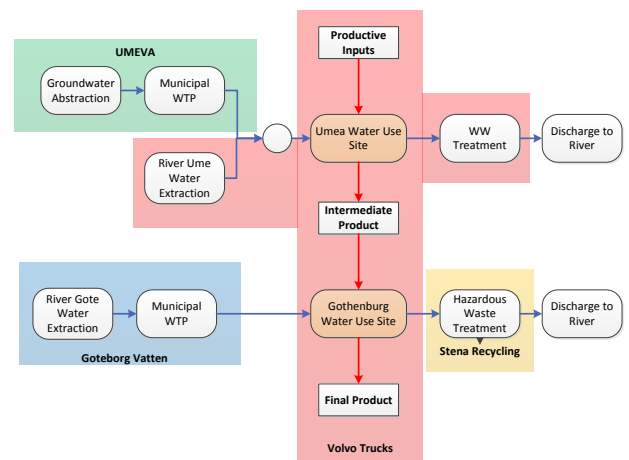 UMEVA
Groundwater
Abstraction
Municipal
WTP
River Ume
Water
Extraction
Productive
Inputs
Umea Water Use
Site
WW
Treatment
Discharge to
River
Intermediate
Product
River Gote
Water
Extraction
Municipal
WTP
Goteborg Vatten
Gothenburg
Water Use Site
Hazardous
Waste
Treatment
Stena Recycling
Discharge to
River
Final Product
Volvo Trucks